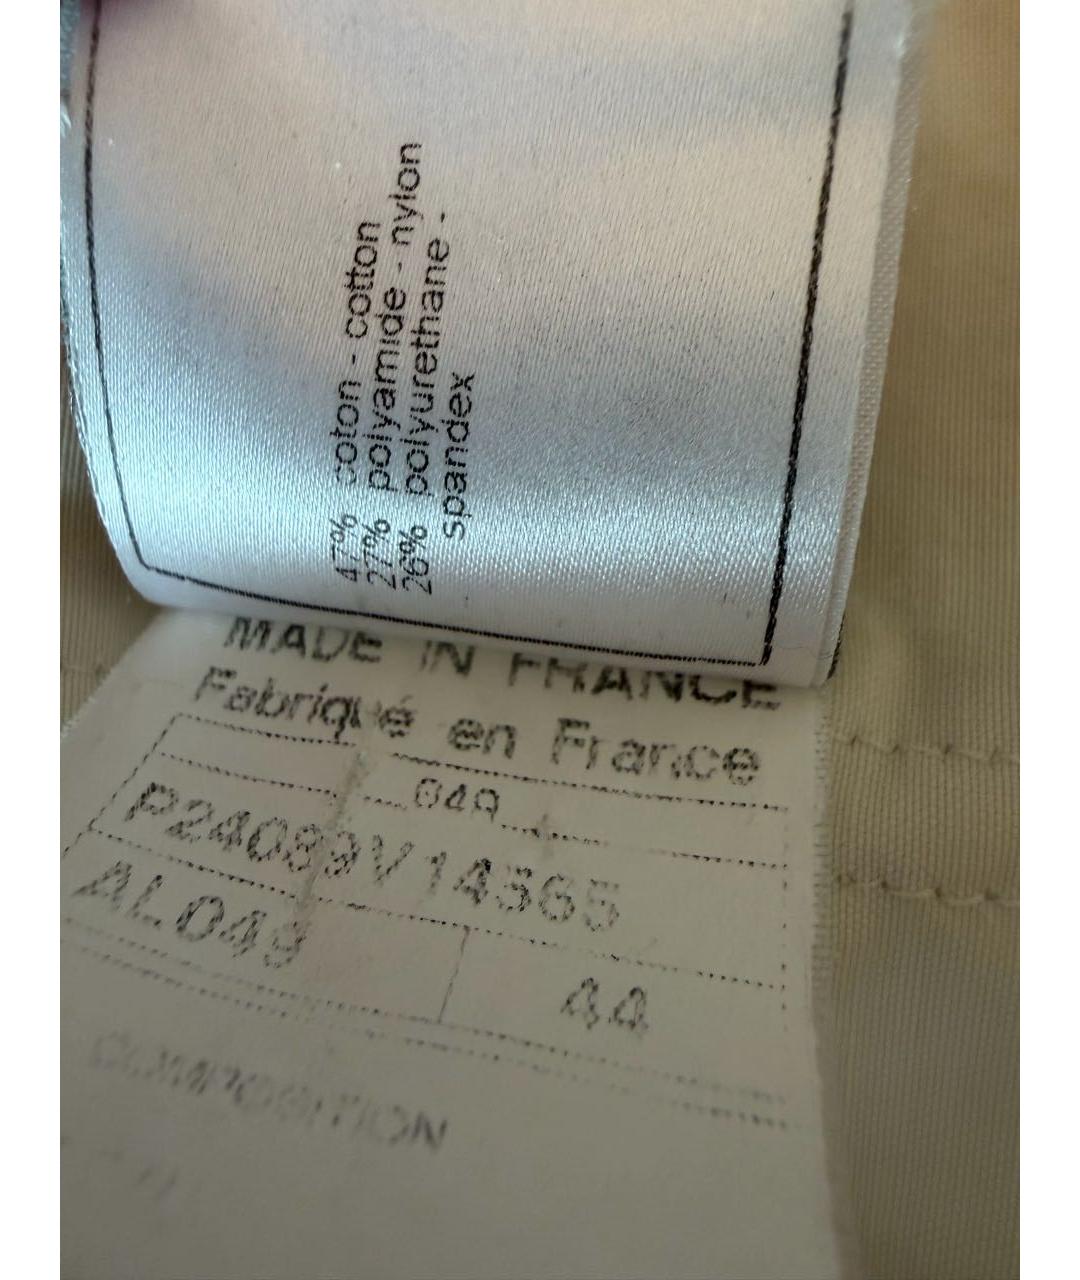 47% coton - cotton
27% polyamide - nylon
26% polyurethane -
spandex
MADE IN FRANCE
Fabriqué en France
049
P24089V14565
AL049
44
COMPOSITION